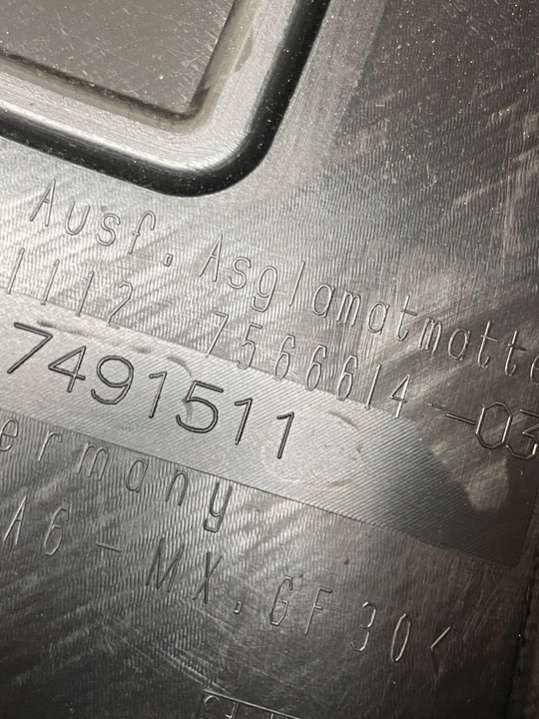 Ausf. Asglamatmatte
1112 7566614-03
7491511
ermany
A6-MX.GF30<